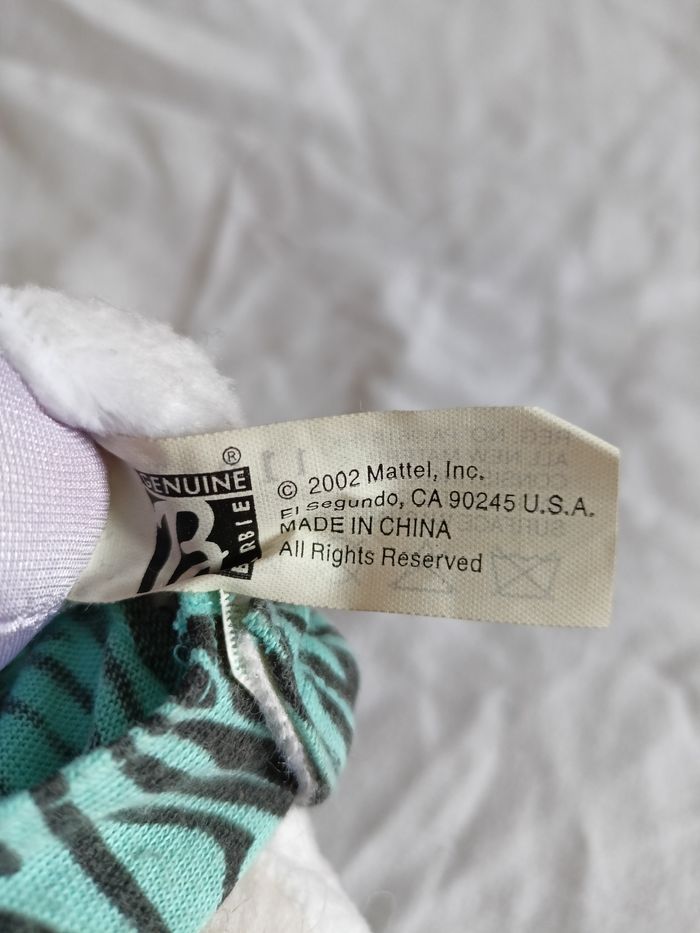 ®
GENUINE
B
BARBIE
© 2002 Mattel, Inc.
El Segundo, CA 90245 U.S.A.
MADE IN CHINA
All Rights Reserved